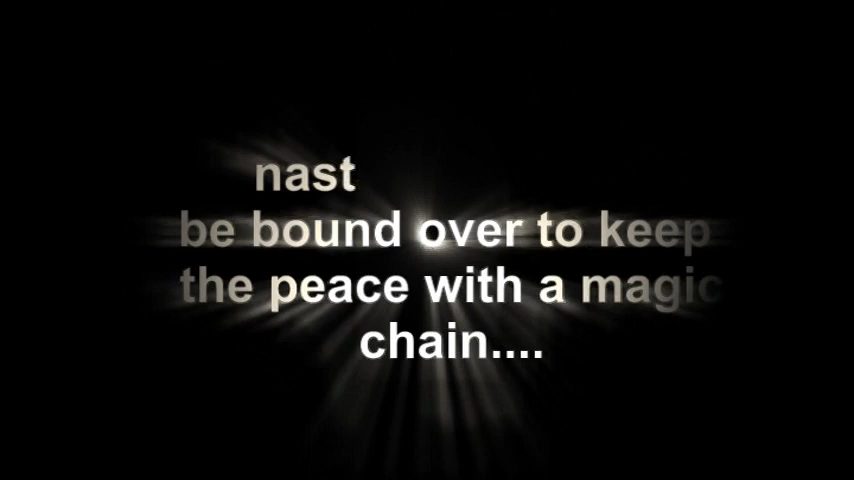 nast
be bound over to keep
the peace with a magic
chain....